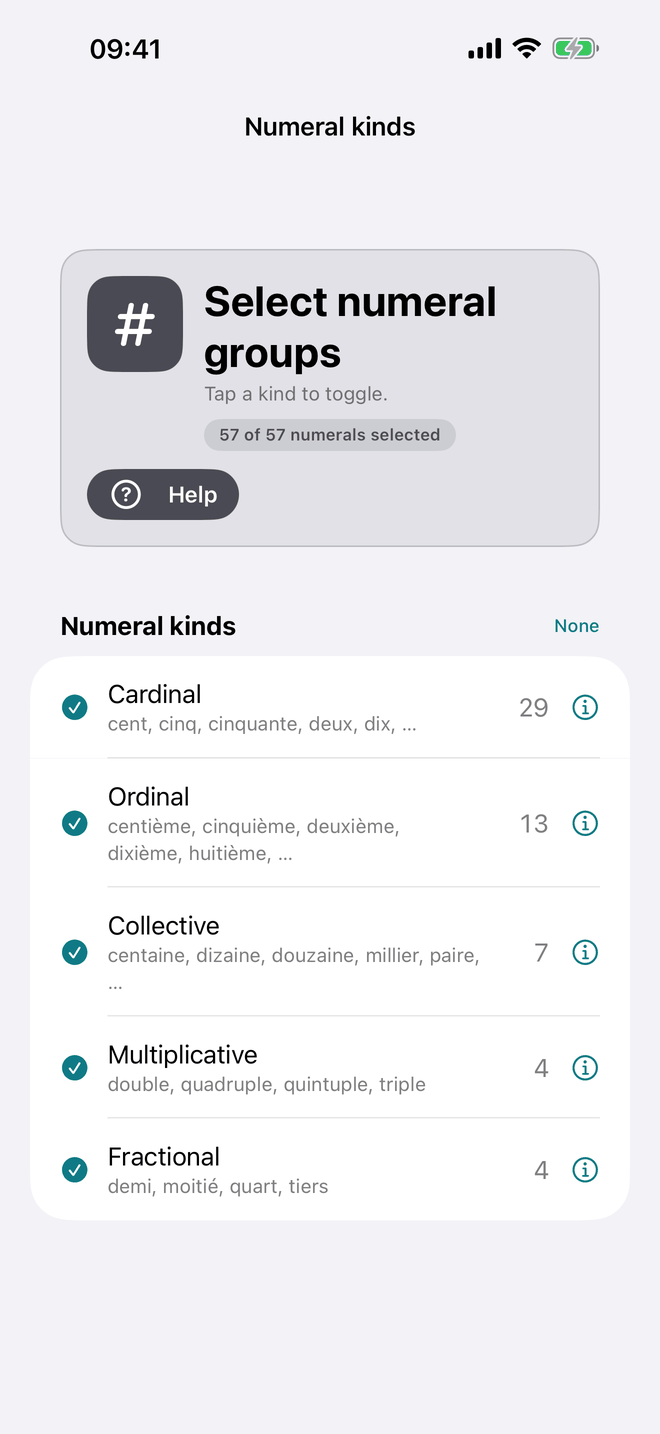 09:41
Numeral kinds
#
Select numeral
groups
Tap a kind to toggle.
57 of 57 numerals selected
? Help
Numeral kinds
None
Cardinal
cent, cinq, cinquante, deux, dix, ...
29
Ordinal
centième, cinquième, deuxième,
dixième, huitième, ...
13
Collective
centaine, dizaine, douzaine, millier, paire,
...
7
Multiplicative
double, quadruple, quintuple, triple
4
Fractional
demi, moitié, quart, tiers
4